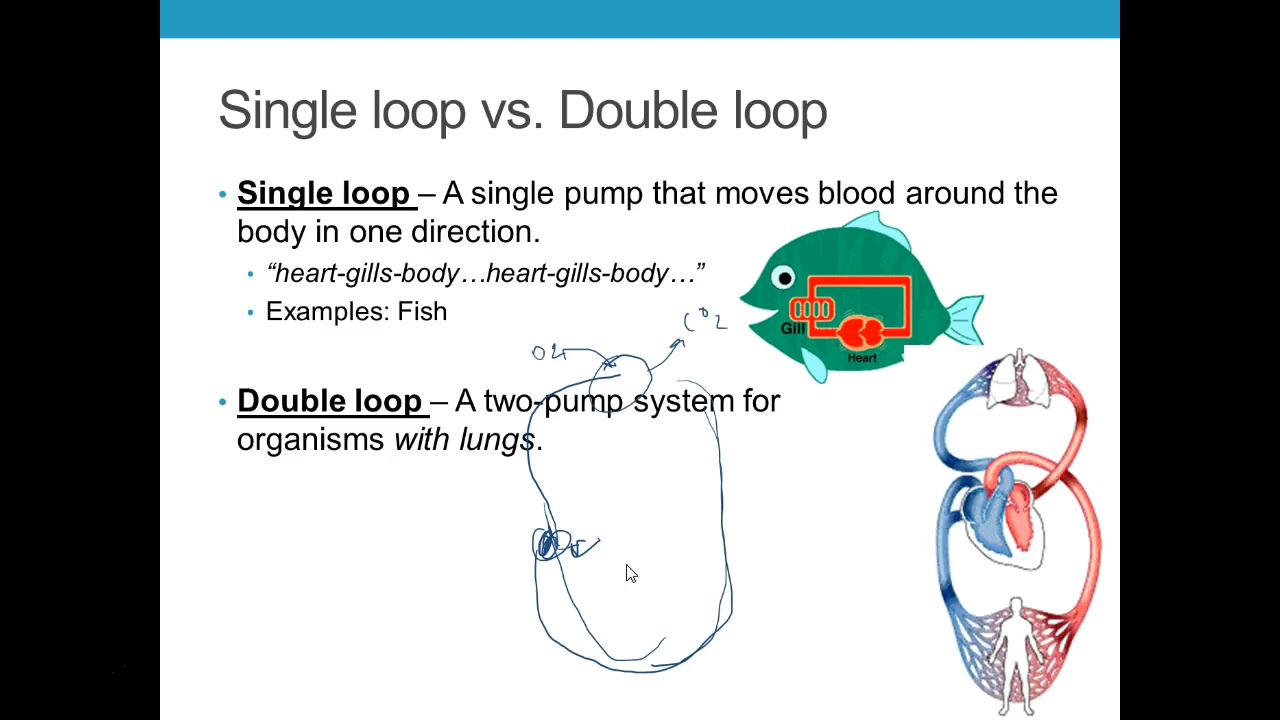 Single loop vs. Double loop
• Single loop – A single pump that moves blood around the
body in one direction.
• “heart-gills-body…heart-gills-body…”
• Examples: Fish
Gill
Heart
CO2
O2
• Double loop – A two-pump system for
organisms with lungs.